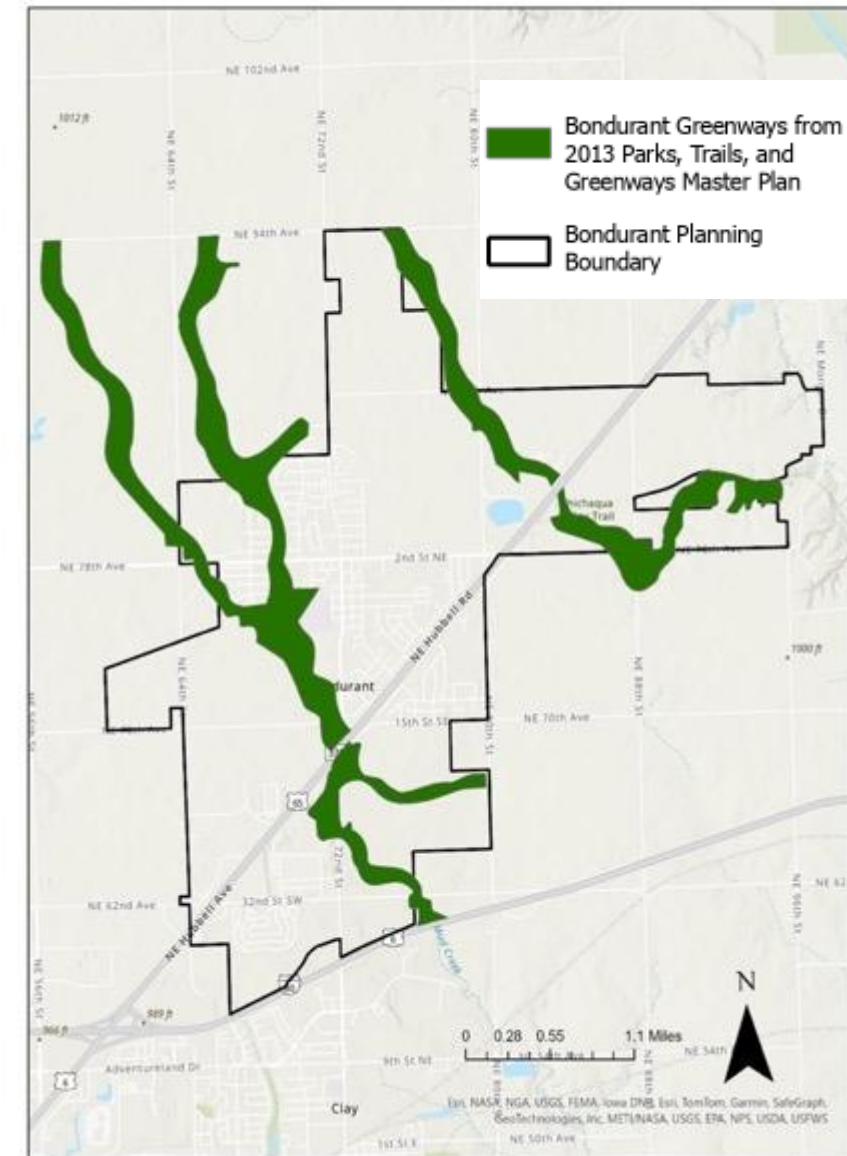 NE 102nd Ave
1012 ft
NE 64th St
NE 72nd St
NE 80th St
Bondurant Greenways from
2013 Parks, Trails, and
Greenways Master Plan
Bondurant Planning
Boundary
NE 94th Ave
Trail
2nd St NE
NE 78th Ave
NE Hubbell Rd
1000 ft
NE 64th
durant
15th St SE
NE 70th Ave
NE 88th St
65
72nd St
NE 62nd Ave
32nd St SW
NE 62
NE Hubbell Ave
NE 96th St
6
Mud Creek
NE 56th St
N
989 ft
966 ft
0 0.28 0.55 1.1 Miles
Adventureland Dr
9th St NE
NE 54th
6
Clay
Esri, NASA, NGA, USGS, FEMA, Iowa DNR, Esri, TomTom, Garmin, SafeGraph,
GeoTechnologies, Inc, METI/NASA, USGS, EPA, NPS, USDA, USFWS
1st St E
NE 50th Ave